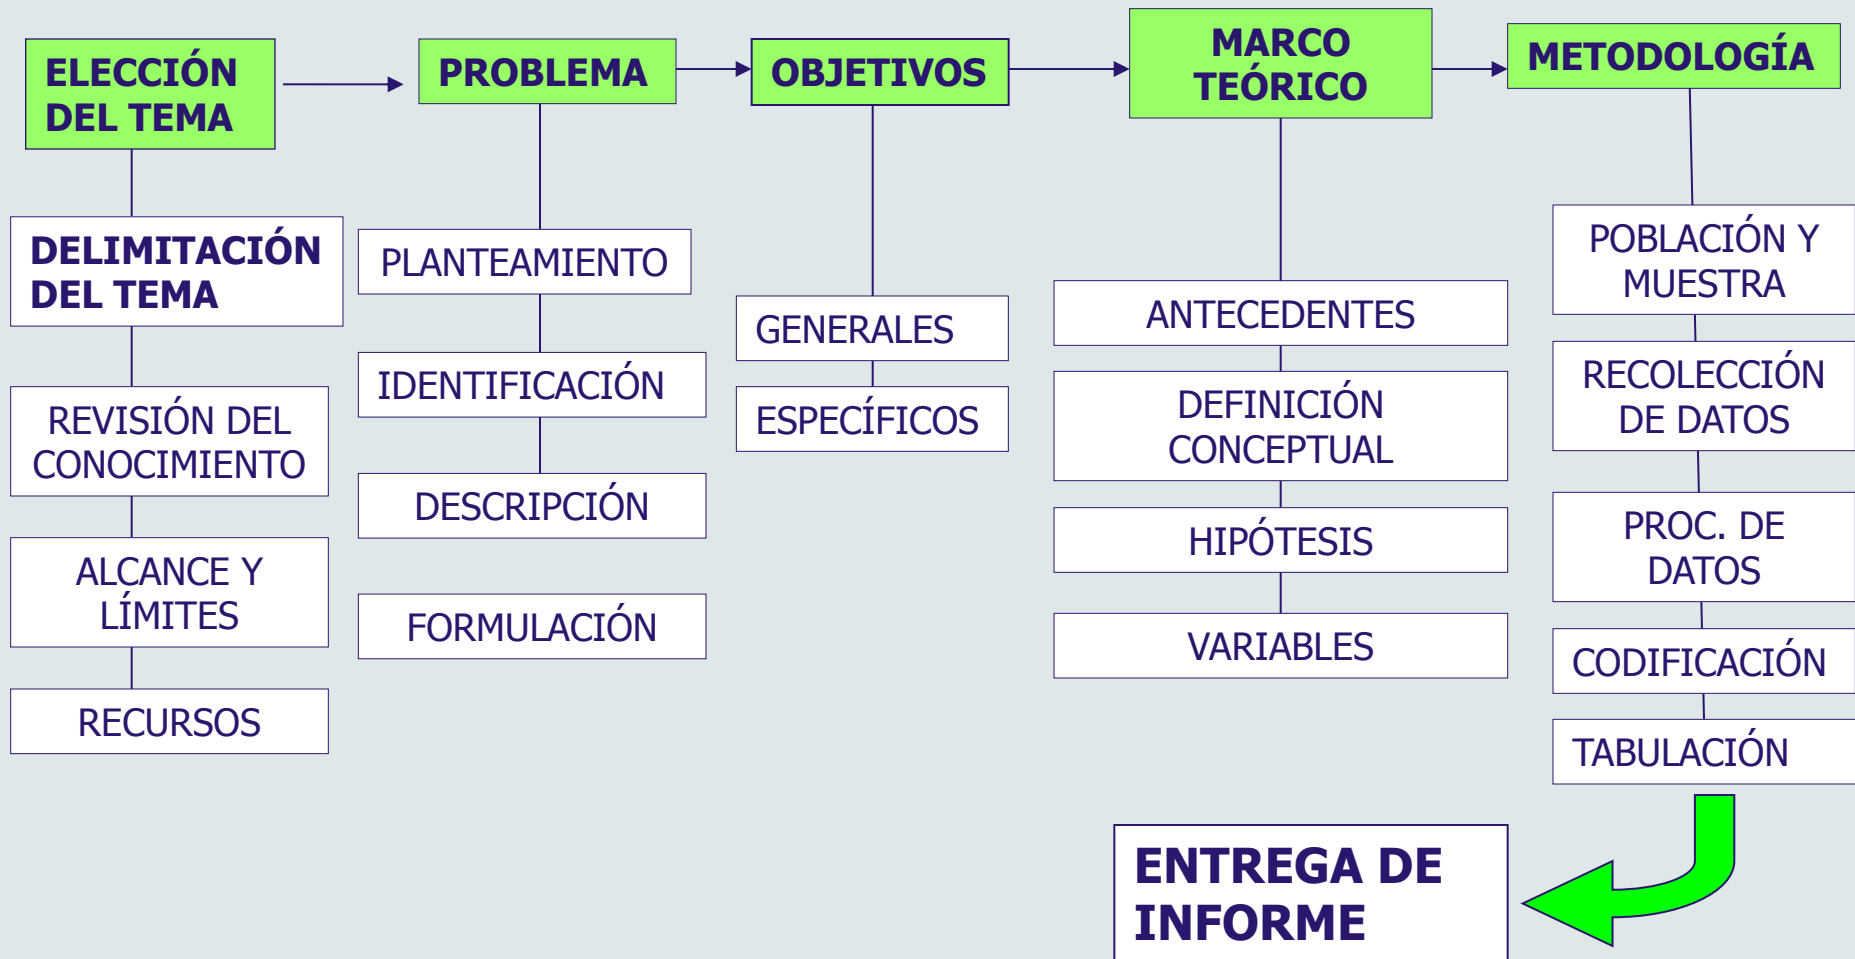 ELECCIÓN
DEL TEMA
PROBLEMA
OBJETIVOS
MARCO
TEÓRICO
METODOLOGÍA
DELIMITACIÓN
DEL TEMA
REVISIÓN DEL
CONOCIMIENTO
ALCANCE Y
LÍMITES
RECURSOS
PLANTEAMIENTO
IDENTIFICACIÓN
DESCRIPCIÓN
FORMULACIÓN
GENERALES
ESPECÍFICOS
ANTECEDENTES
DEFINICIÓN
CONCEPTUAL
HIPÓTESIS
VARIABLES
POBLACIÓN Y
MUESTRA
RECOLECCIÓN
DE DATOS
PROC. DE
DATOS
CODIFICACIÓN
TABULACIÓN
ENTREGA DE
INFORME